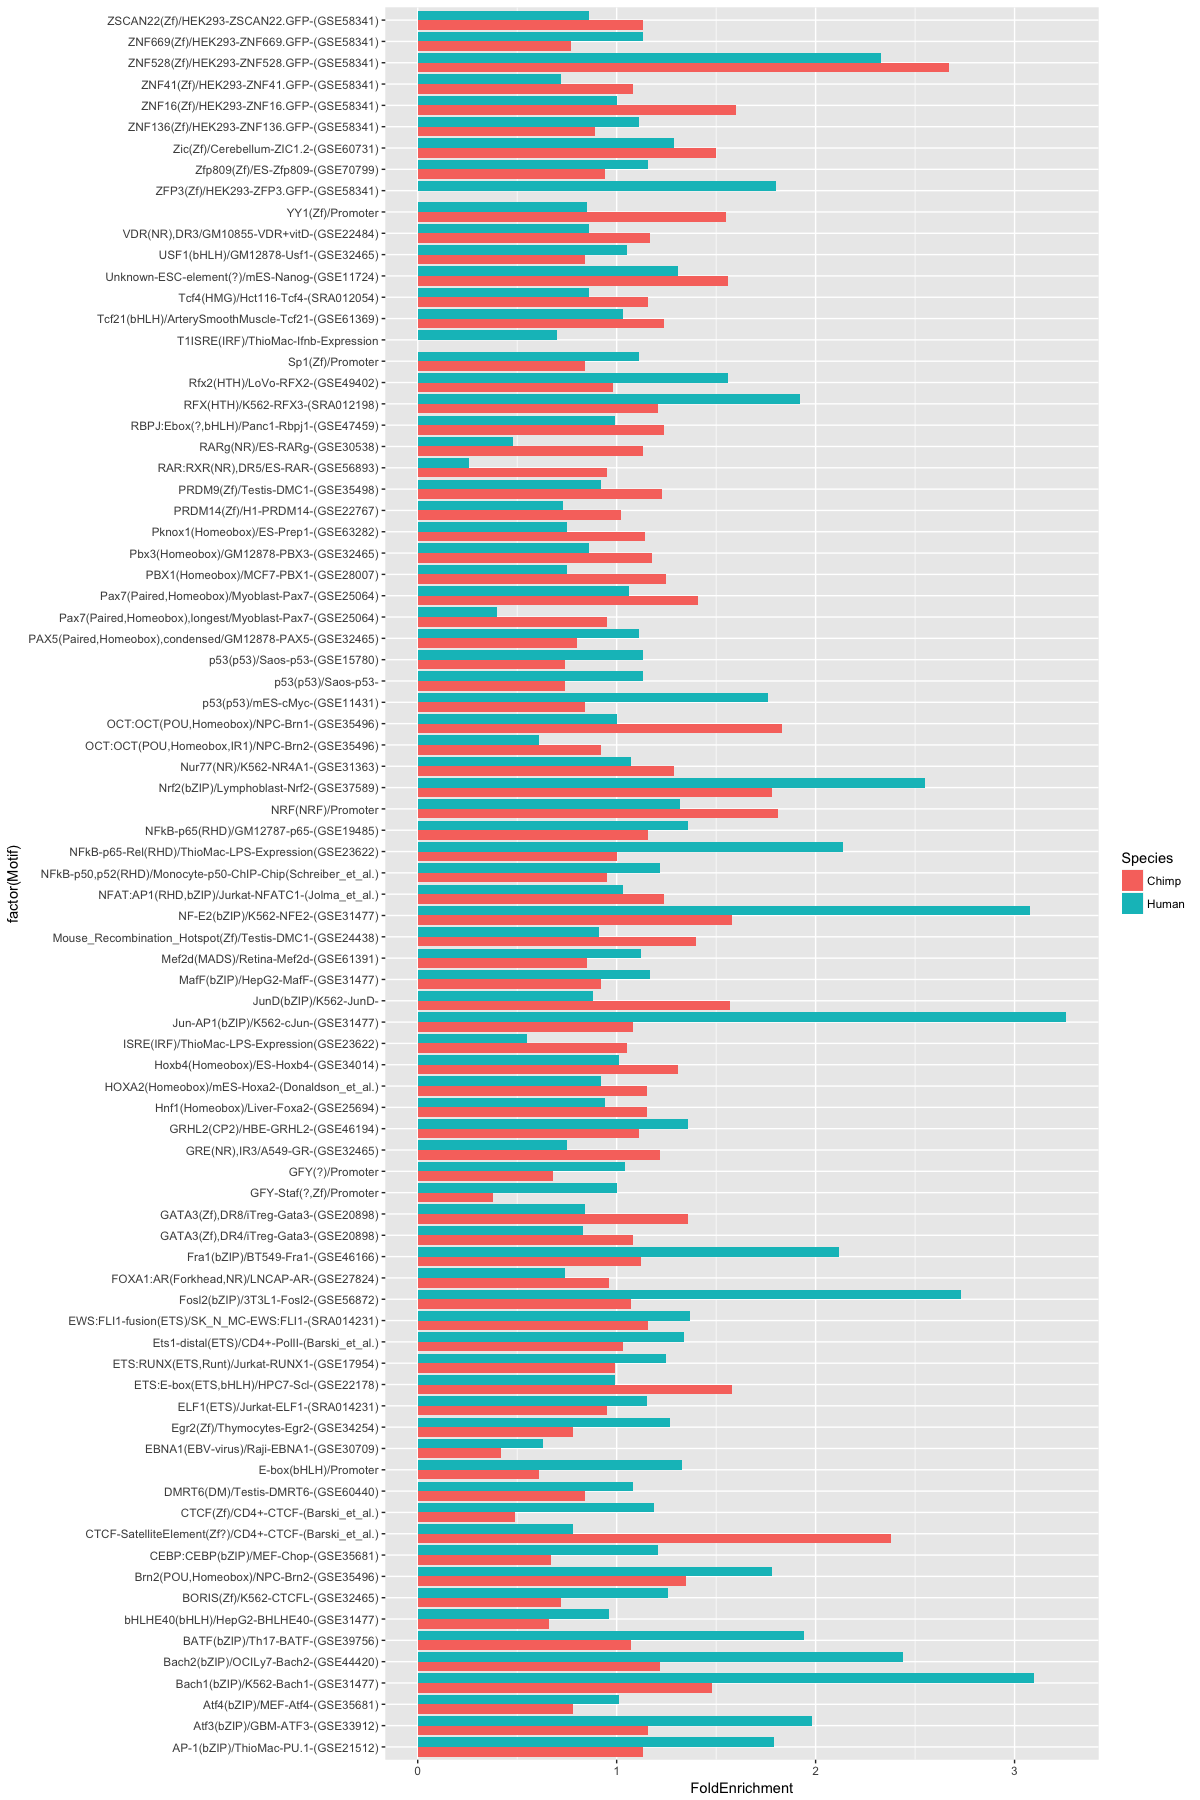 ZSCAN22(Zf)/HEK293-ZSCAN22.GFP-(GSE58341)
ZNF669(Zf)/HEK293-ZNF669.GFP-(GSE58341)
ZNF528(Zf)/HEK293-ZNF528.GFP-(GSE58341)
ZNF41(Zf)/HEK293-ZNF41.GFP-(GSE58341)
ZNF16(Zf)/HEK293-ZNF16.GFP-(GSE58341)
ZNF136(Zf)/HEK293-ZNF136.GFP-(GSE58341)
Zic(Zf)/Cerebellum-ZIC1.2-(GSE60731)
Zfp809(Zf)/ES-Zfp809-(GSE70799)
ZFP3(Zf)/HEK293-ZFP3.GFP-(GSE58341)
YY1(Zf)/Promoter
VDR(NR),DR3/GM10855-VDR+vitD-(GSE22484)
USF1(bHLH)/GM12878-Usf1-(GSE32465)
Unknown-ESC-element(?)/mES-Nanog-(GSE11724)
Tcf4(HMG)/Hct116-Tcf4-(SRA012054)
Tcf21(bHLH)/ArterySmoothMuscle-Tcf21-(GSE61369)
T1ISRE(IRF)/ThioMac-Ifnb-Expression
Sp1(Zf)/Promoter
Rfx2(HTH)/LoVo-RFX2-(GSE49402)
RFX(HTH)/K562-RFX3-(SRA012198)
RBPJ:Ebox(?,bHLH)/Panc1-Rbpj1-(GSE47459)
RARg(NR)/ES-RARg-(GSE30538)
RAR:RXR(NR),DR5/ES-RAR-(GSE56893)
PRDM9(Zf)/Testis-DMC1-(GSE35498)
PRDM14(Zf)/H1-PRDM14-(GSE22767)
Pknox1(Homeobox)/ES-Prep1-(GSE63282)
Pbx3(Homeobox)/GM12878-PBX3-(GSE32465)
PBX1(Homeobox)/MCF7-PBX1-(GSE28007)
Pax7(Paired,Homeobox)/Myoblast-Pax7-(GSE25064)
Pax7(Paired,Homeobox),longest/Myoblast-Pax7-(GSE25064)
PAX5(Paired,Homeobox),condensed/GM12878-PAX5-(GSE32465)
p53(p53)/Saos-p53-(GSE15780)
p53(p53)/Saos-p53-
p53(p53)/mES-cMyc-(GSE11431)
OCT:OCT(POU,Homeobox)/NPC-Brn1-(GSE35496)
OCT:OCT(POU,Homeobox,IR1)/NPC-Brn2-(GSE35496)
Nur77(NR)/K562-NR4A1-(GSE31363)
Nrf2(bZIP)/Lymphoblast-Nrf2-(GSE37589)
NRF(NRF)/Promoter
NFkB-p65(RHD)/GM12787-p65-(GSE19485)
NFkB-p65-Rel(RHD)/ThioMac-LPS-Expression(GSE23622)
NFkB-p50,p52(RHD)/Monocyte-p50-ChIP-Chip(Schreiber_et_al.)
NFAT:AP1(RHD,bZIP)/Jurkat-NFATC1-(Jolma_et_al.)
NF-E2(bZIP)/K562-NFE2-(GSE31477)
Mouse_Recombination_Hotspot(Zf)/Testis-DMC1-(GSE24438)
Mef2d(MADS)/Retina-Mef2d-(GSE61391)
MafF(bZIP)/HepG2-MafF-(GSE31477)
JunD(bZIP)/K562-JunD-
Jun-AP1(bZIP)/K562-cJun-(GSE31477)
ISRE(IRF)/ThioMac-LPS-Expression(GSE23622)
Hoxb4(Homeobox)/ES-Hoxb4-(GSE34014)
HOXA2(Homeobox)/mES-Hoxa2-(Donaldson_et_al.)
Hnf1(Homeobox)/Liver-Foxa2-(GSE25694)
GRHL2(CP2)/HBE-GRHL2-(GSE46194)
GRE(NR),IR3/A549-GR-(GSE32465)
GFY(?)/Promoter
GFY-Staf(?,Zf)/Promoter
GATA3(Zf),DR8/iTreg-Gata3-(GSE20898)
GATA3(Zf),DR4/iTreg-Gata3-(GSE20898)
Fra1(bZIP)/BT549-Fra1-(GSE46166)
FOXA1:AR(Forkhead,NR)/LNCAP-AR-(GSE27824)
Fosl2(bZIP)/3T3L1-Fosl2-(GSE56872)
EWS:FLI1-fusion(ETS)/SK_N_MC-EWS:FLI1-(SRA014231)
Ets1-distal(ETS)/CD4+-PolII-(Barski_et_al.)
ETS:RUNX(ETS,Runt)/Jurkat-RUNX1-(GSE17954)
ETS:E-box(ETS,bHLH)/HPC7-Scl-(GSE22178)
ELF1(ETS)/Jurkat-ELF1-(SRA014231)
Egr2(Zf)/Thymocytes-Egr2-(GSE34254)
EBNA1(EBV-virus)/Raji-EBNA1-(GSE30709)
E-box(bHLH)/Promoter
DMRT6(DM)/Testis-DMRT6-(GSE60440)
CTCF(Zf)/CD4+-CTCF-(Barski_et_al.)
CTCF-SatelliteElement(Zf?)/CD4+-CTCF-(Barski_et_al.)
CEBP:CEBP(bZIP)/MEF-Chop-(GSE35681)
Brn2(POU,Homeobox)/NPC-Brn2-(GSE35496)
BORIS(Zf)/K562-CTCFL-(GSE32465)
bHLHE40(bHLH)/HepG2-BHLHE40-(GSE31477)
BATF(bZIP)/Th17-BATF-(GSE39756)
Bach2(bZIP)/OCILy7-Bach2-(GSE44420)
Bach1(bZIP)/K562-Bach1-(GSE31477)
Atf4(bZIP)/MEF-Atf4-(GSE35681)
Atf3(bZIP)/GBM-ATF3-(GSE33912)
AP-1(bZIP)/ThioMac-PU.1-(GSE21512)
factor(Motif)
0 1 2 3
FoldEnrichment
Species
Chimp
Human